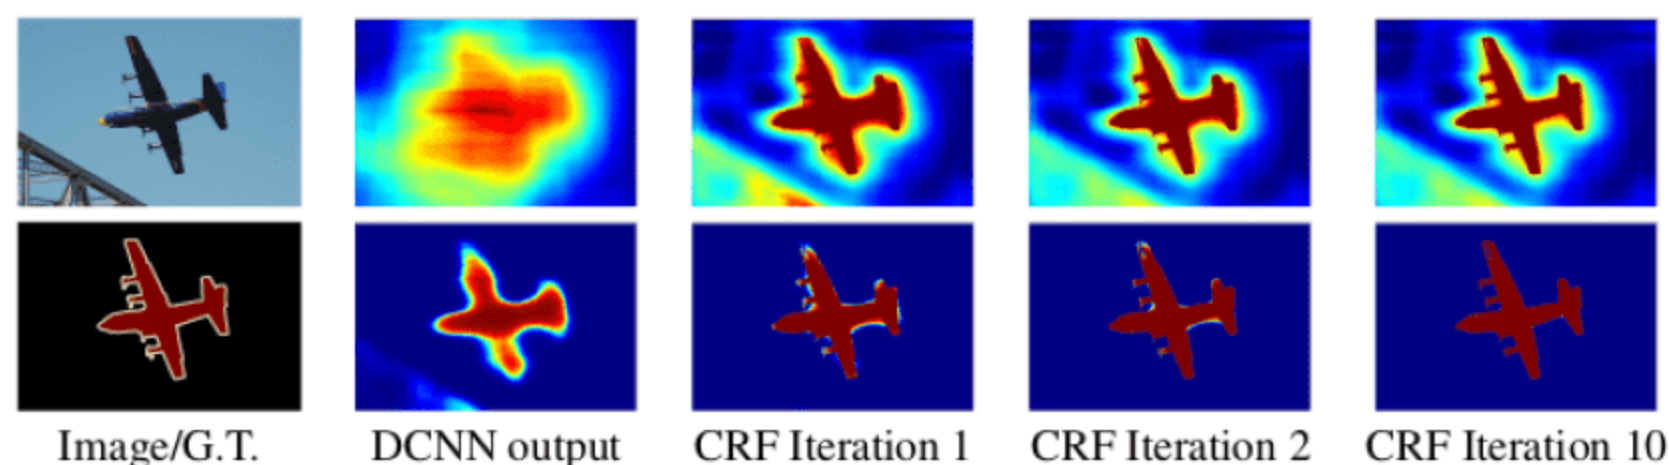 Image/G.T.
DCNN output
CRF Iteration 1
CRF Iteration 2
CRF Iteration 10